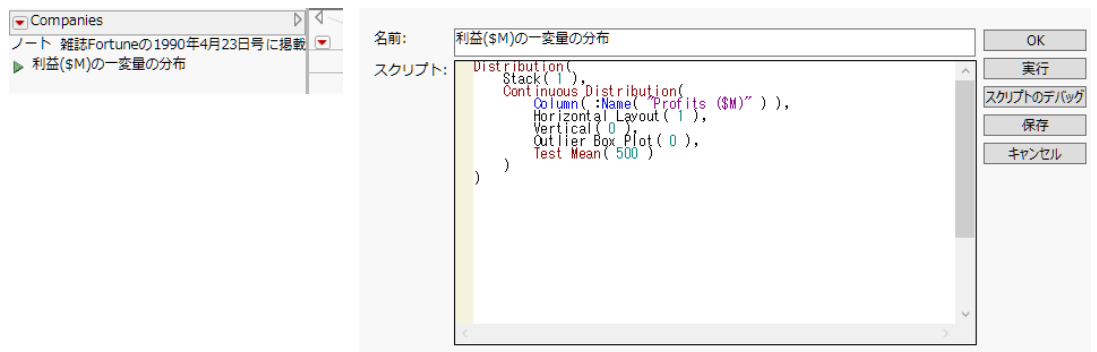 Companies
ノート 雑誌Fortuneの1990年4月23日号に掲載
利益($M)の一変量の分布
名前:
利益($M)の一変量の分布
スクリプト:
Distribution(
Stack( 1 ),
Continuous Distribution(
Column( :Name( "Profits ($M)" ) ),
Horizontal Layout( 1 ),
Vertical( 0 ),
Outlier Box Plot( 0 ),
Test Mean( 500 )
)
)
OK
実行
スクリプトのデバッグ
保存
キャンセル